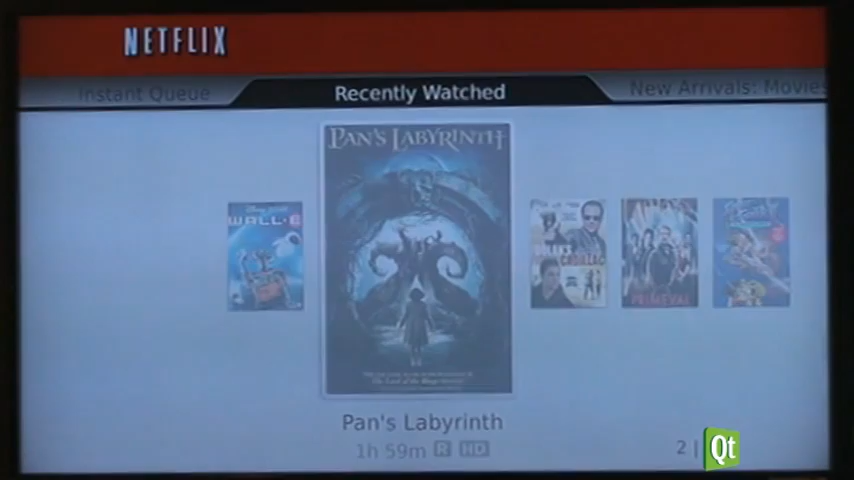 NETFLIX
Instant Queue
Recently Watched
New Arrivals: Movies
PAN'S LABYRINTH
WALL·E
CADILLAC
PRIMEVAL
Pan's Labyrinth
1h 59m R HD
2 |
Qt